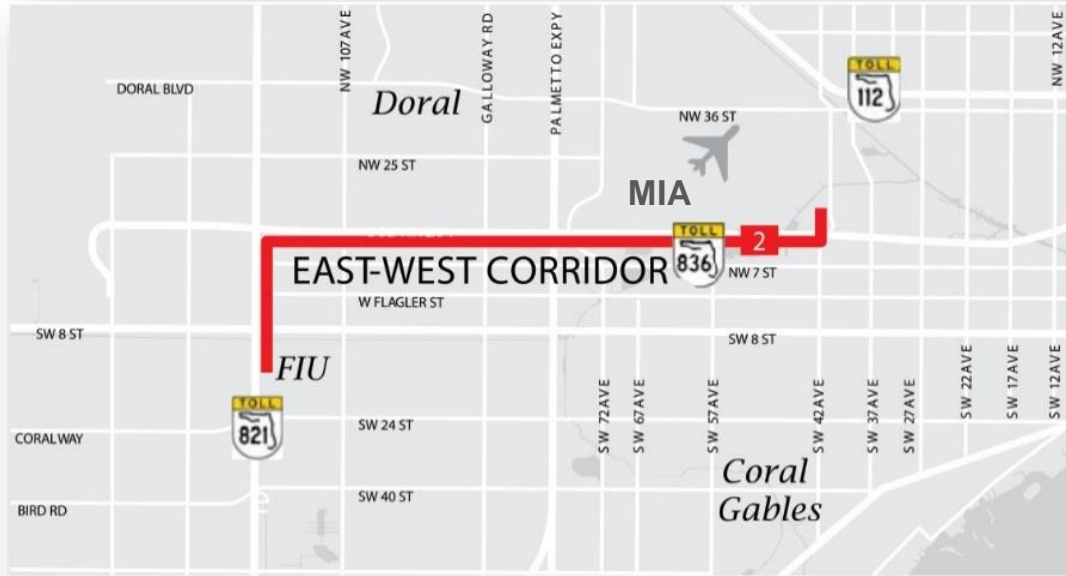 NW 107 AVE
GALLOWAY RD
PALMETTO EXPY
NW 12 AVE
TOLL
112
DORAL BLVD
Doral
NW 36 ST
NW 25 ST
MIA
TOLL
836
2
EAST-WEST CORRIDOR
NW 7 ST
W FLAGLER ST
SW 8 ST
SW 8 ST
FIU
TOLL
821
SW 72 AVE
SW 67 AVE
SW 57 AVE
SW 42 AVE
SW 37 AVE
SW 27 AVE
SW 22 AVE
SW 17 AVE
SW 12 AVE
SW 24 ST
CORAL WAY
Coral
Gables
SW 40 ST
BIRD RD